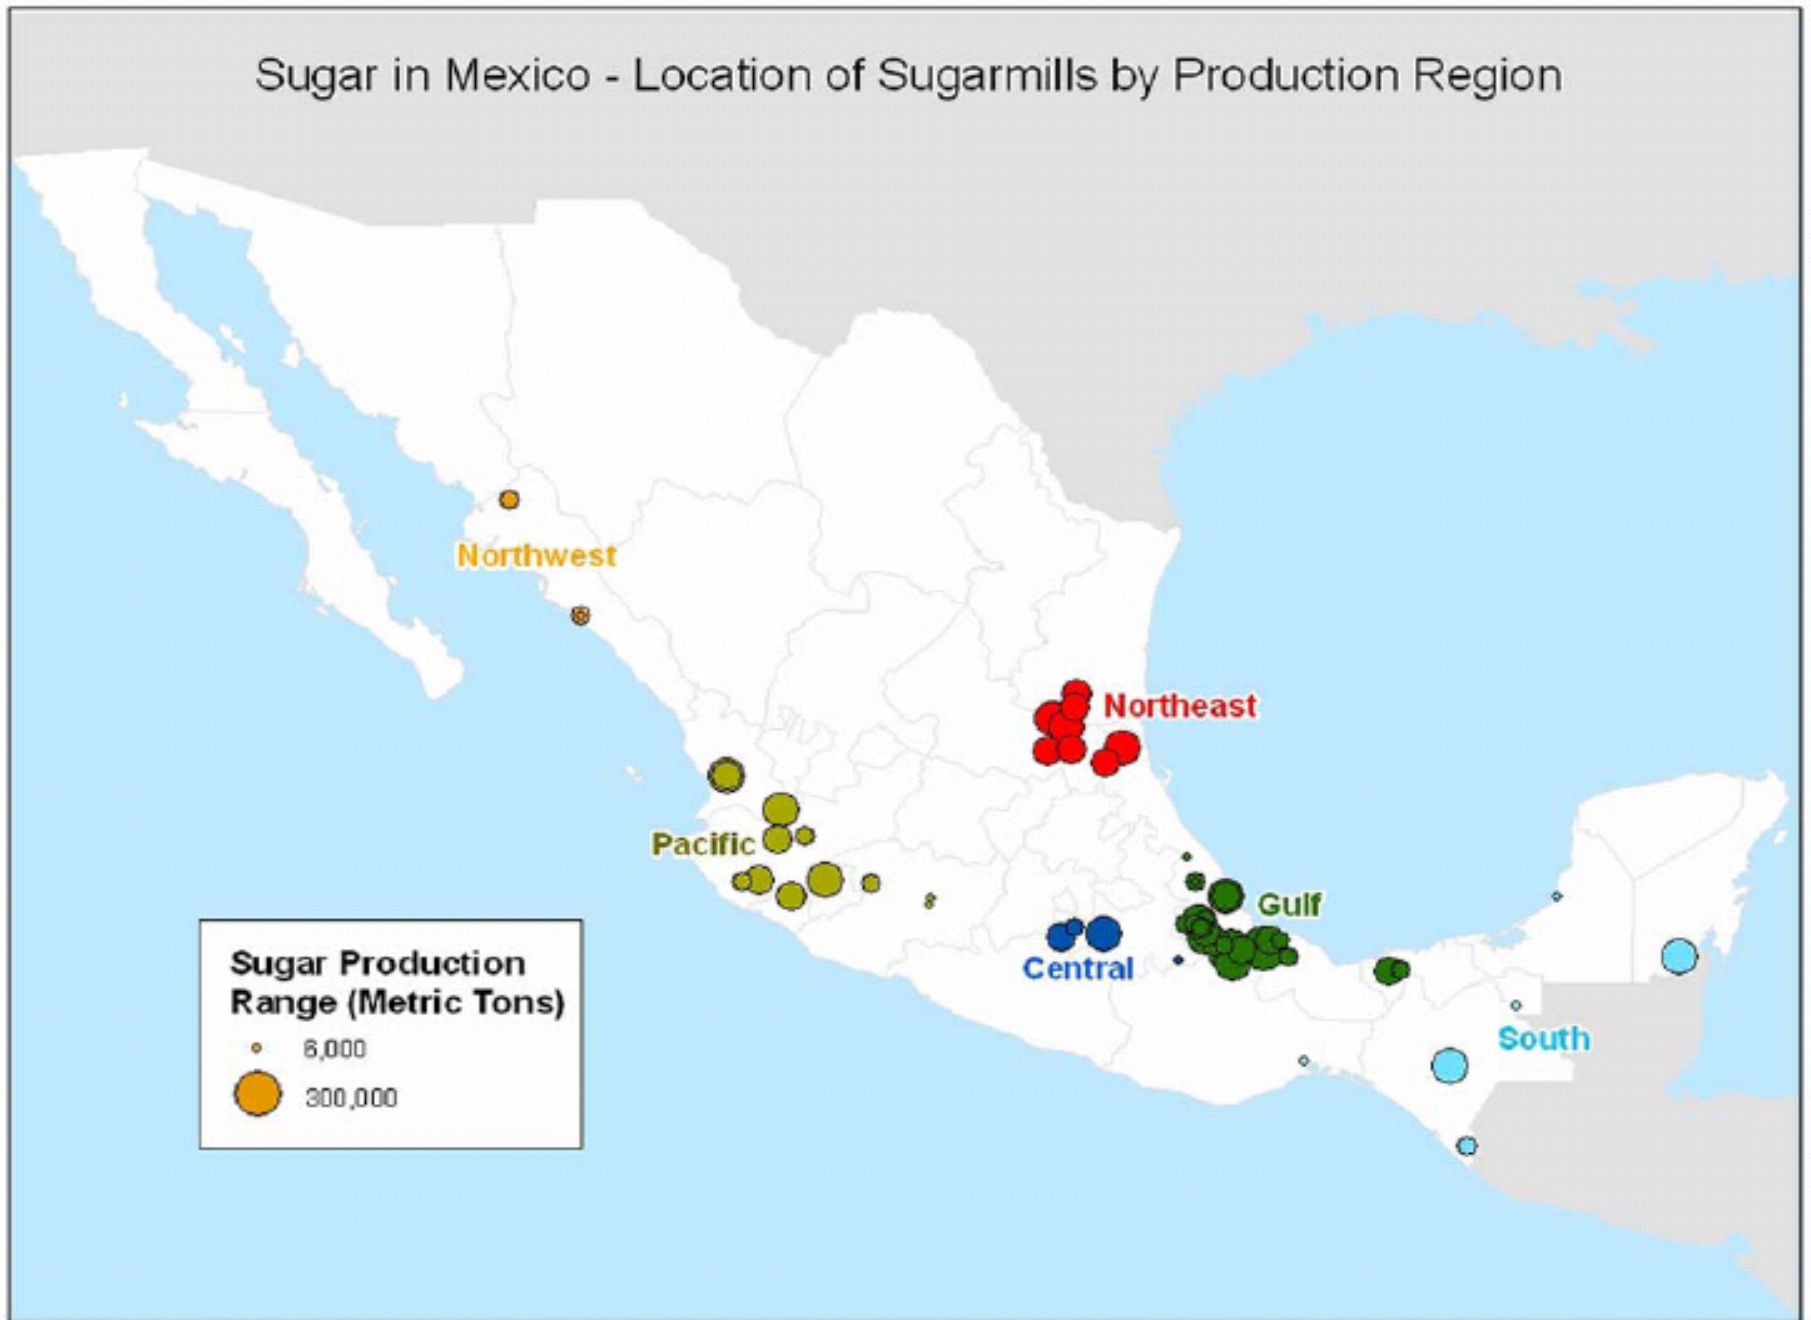 Sugar in Mexico - Location of Sugarmills by Production Region
Northwest
Northeast
Pacific
Gulf
Central
South
Sugar Production
Range (Metric Tons)
6,000
300,000